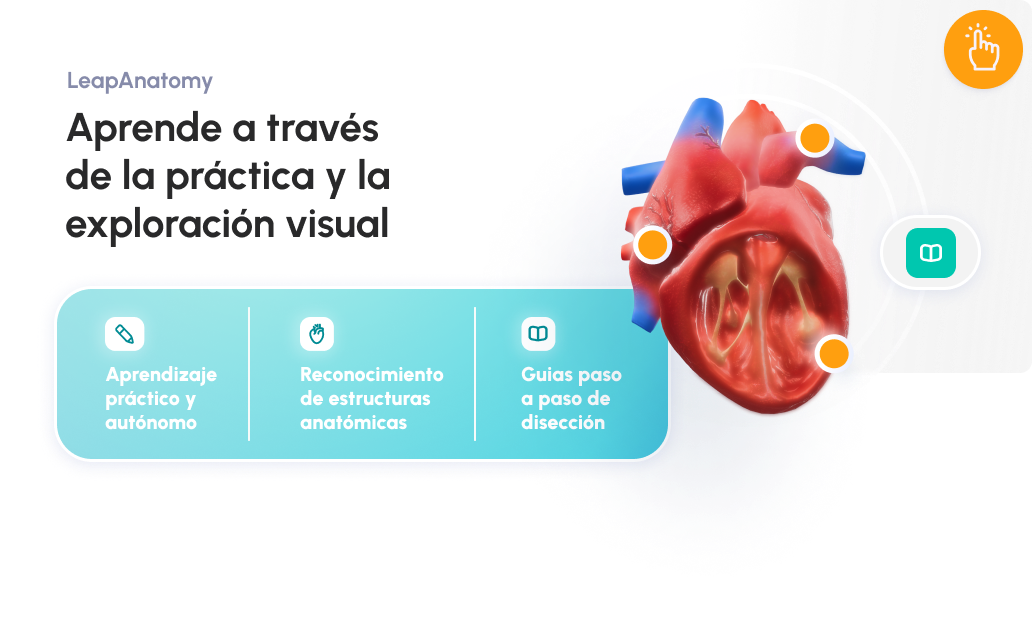 LeapAnatomy
Aprende a través
de la práctica y la
exploración visual
Aprendizaje
práctico y
autónomo
Reconocimiento
de estructuras
anatómicas
Guias paso
a paso de
disección